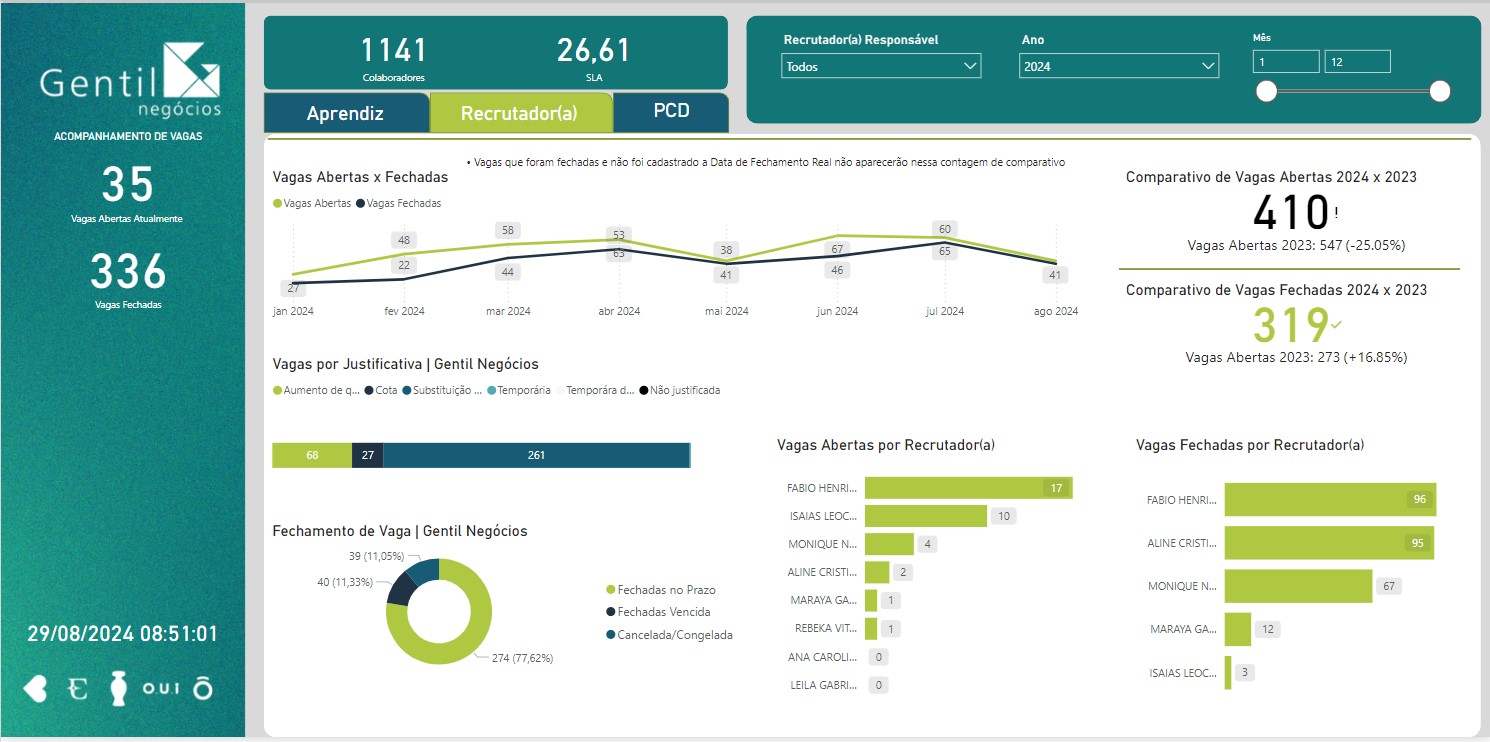 Gentil
negócios
ACOMPANHAMENTO DE VAGAS
35
Vagas Abertas Atualmente
336
Vagas Fechadas
29/08/2024 08:51:01
O.U.I
1141
Colaboradores
26,61
SLA
Aprendiz
Recrutador(a)
PCD
Recrutador(a) Responsável
Todos
Ano
2024
Mês
1
12
• Vagas que foram fechadas e não foi cadastrado a Data de Fechamento Real não aparecerão nessa contagem de comparativo
Vagas Abertas x Fechadas
Vagas Abertas Vagas Fechadas
48
58
53
38
67
60
27
22
44
63
41
46
65
41
jan 2024 fev 2024 mar 2024 abr 2024 mai 2024 jun 2024 jul 2024 ago 2024
Comparativo de Vagas Abertas 2024 x 2023
410!
Vagas Abertas 2023: 547 (-25.05%)
Comparativo de Vagas Fechadas 2024 x 2023
319
Vagas Abertas 2023: 273 (+16.85%)
Vagas por Justificativa | Gentil Negócios
Aumento de q... Cota Substituição ... Temporária Temporára d... Não justificada
68 27 261
Fechamento de Vaga | Gentil Negócios
39 (11,05%)
40 (11,33%)
274 (77,62%)
Fechadas no Prazo
Fechadas Vencida
Cancelada/Congelada
Vagas Abertas por Recrutador(a)
FABIO HENRI... 17
ISAIAS LEOC... 10
MONIQUE N... 4
ALINE CRISTI... 2
MARAYA GA... 1
REBEKA VIT... 1
ANA CAROLI... 0
LEILA GABRI... 0
Vagas Fechadas por Recrutador(a)
FABIO HENRI... 96
ALINE CRISTI... 95
MONIQUE N... 67
MARAYA GA... 12
ISAIAS LEOC... 3